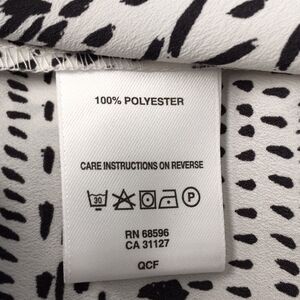 100% POLYESTER
CARE INSTRUCTIONS ON REVERSE
30 P
RN 68596
CA 31127
QCF